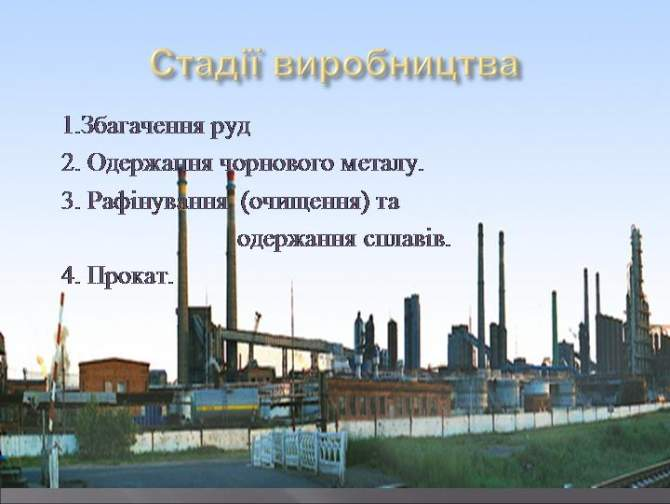 Стадії виробництва
1.Збагачення руд
2. Одержання чорнового металу.
3. Рафінування (очищення) та
одержання сплавів.
4. Прокат.